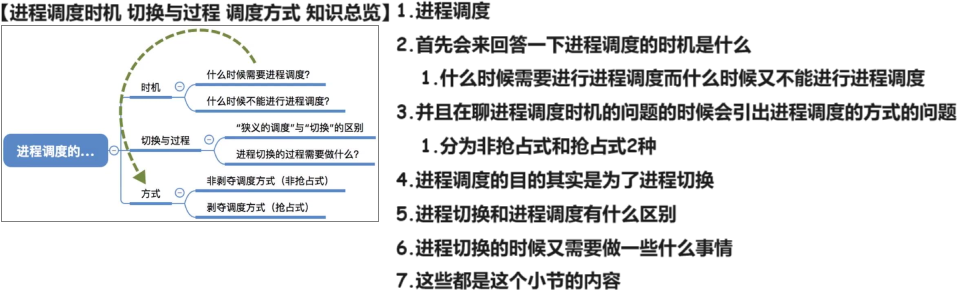 【进程调度时机 切换与过程 调度方式 知识总览】
进程调度的...
时机
什么时候需要进程调度?
什么时候不能进行进程调度?
切换与过程
“狭义的调度”与“切换”的区别
进程切换的过程需要做什么?
方式
非剥夺调度方式（非抢占式）
剥夺调度方式（抢占式）
1.进程调度
2.首先会来回答一下进程调度的时机是什么
1.什么时候需要进行进程调度而什么时候又不能进行进程调度
3.并且在聊进程调度时机的问题的时候会引出进程调度的方式的问题
1.分为非抢占式和抢占式2种
4.进程调度的目的其实是为了进程切换
5.进程切换和进程调度有什么区别
6.进程切换的时候又需要做一些什么事情
7.这些都是这个小节的内容